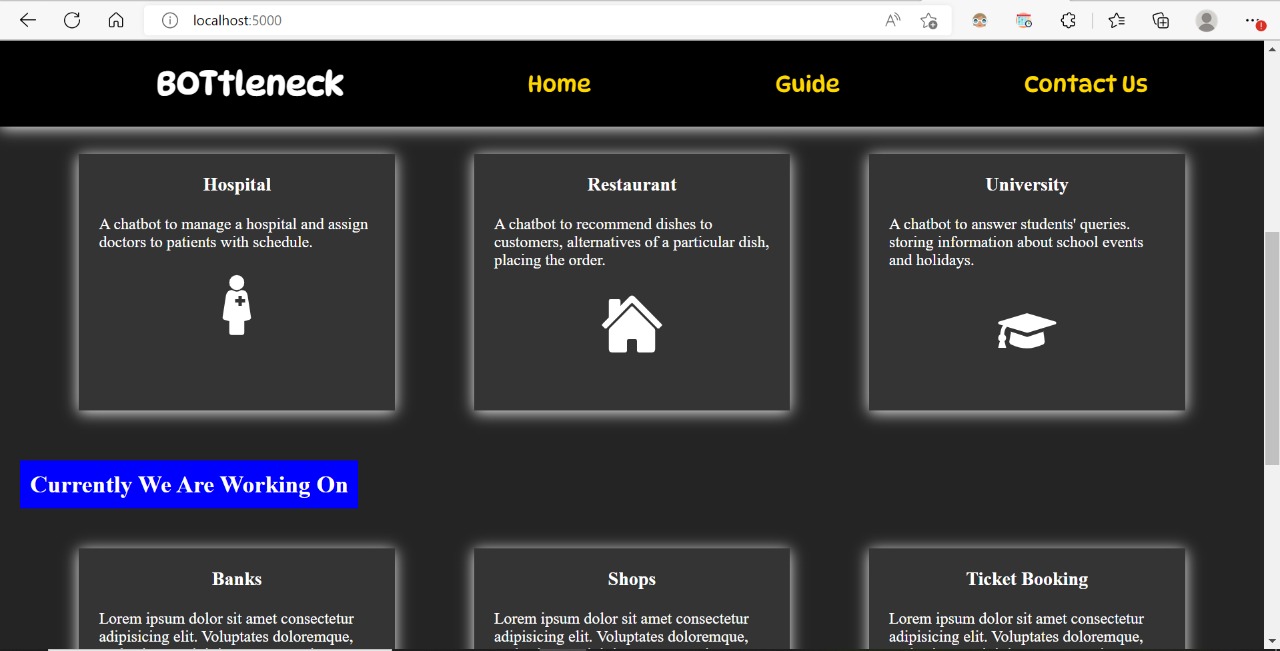 localhost:5000
BOTtleneck
Home
Guide
Contact Us
Hospital
A chatbot to manage a hospital and assign
doctors to patients with schedule.
Restaurant
A chatbot to recommend dishes to
customers, alternatives of a particular dish,
placing the order.
University
A chatbot to answer students' queries.
storing information about school events
and holidays.
Currently We Are Working On
Banks
Lorem ipsum dolor sit amet consectetur
adipisicing elit. Voluptates doloremque,
Shops
Lorem ipsum dolor sit amet consectetur
adipisicing elit. Voluptates doloremque,
Ticket Booking
Lorem ipsum dolor sit amet consectetur
adipisicing elit. Voluptates doloremque,